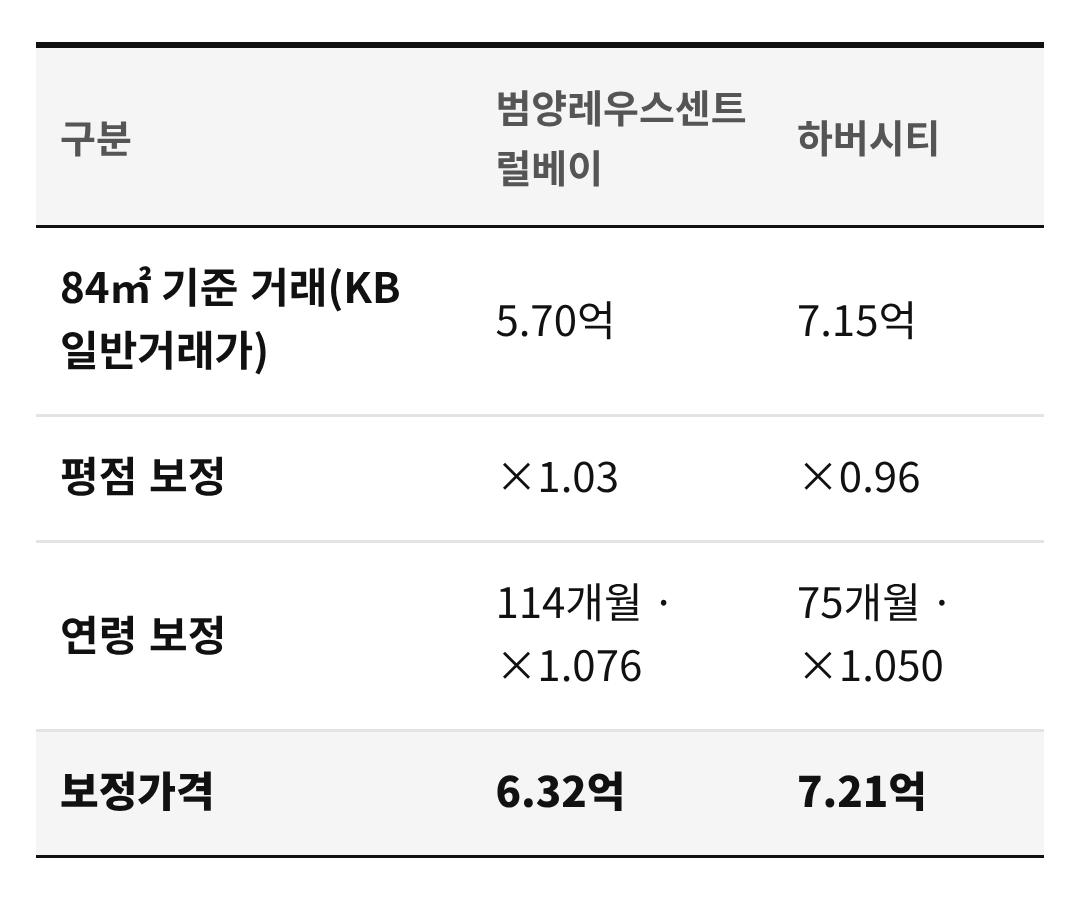 구분
범양레우스센트
럴베이
하버시티
84㎡ 기준 거래(KB
일반거래가)
5.70억
7.15억
평점 보정
×1.03
×0.96
연령 보정
114개월 ·
×1.076
75개월 ·
×1.050
보정가격
6.32억
7.21억